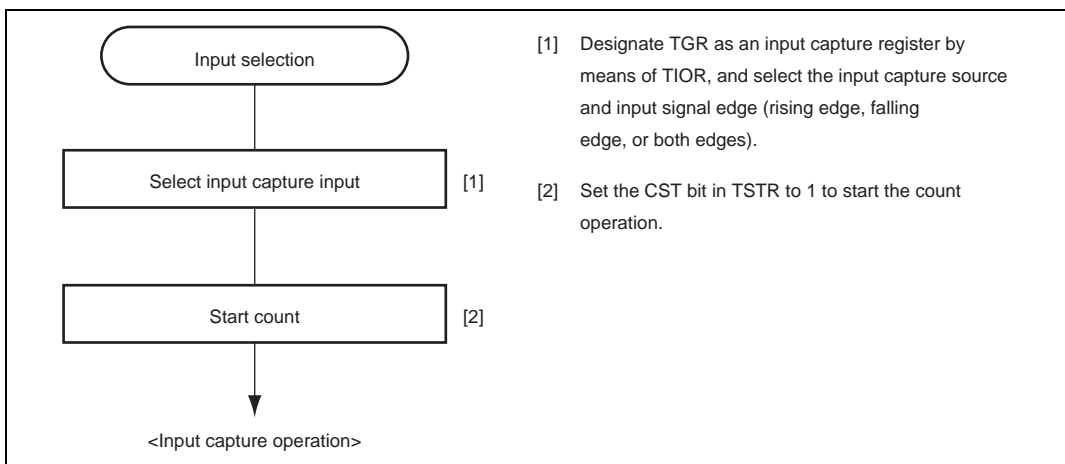 Input selection
Select input capture input
[1]
Start count
[2]
<Input capture operation>
[1] Designate TGR as an input capture register by
means of TIOR, and select the input capture source
and input signal edge (rising edge, falling
edge, or both edges).
[2] Set the CST bit in TSTR to 1 to start the count
operation.